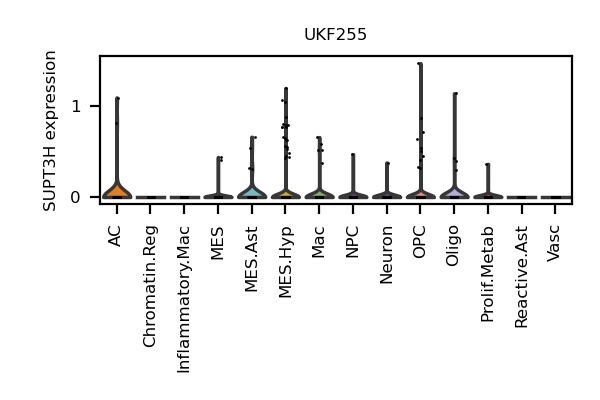 UKF255
SUPT3H expression
1
0
AC
Chromatin.Reg
Inflammatory.Mac
MES
MES.Ast
MES.Hyp
Mac
NPC
Neuron
OPC
Oligo
Prolif.Metab
Reactive.Ast
Vasc